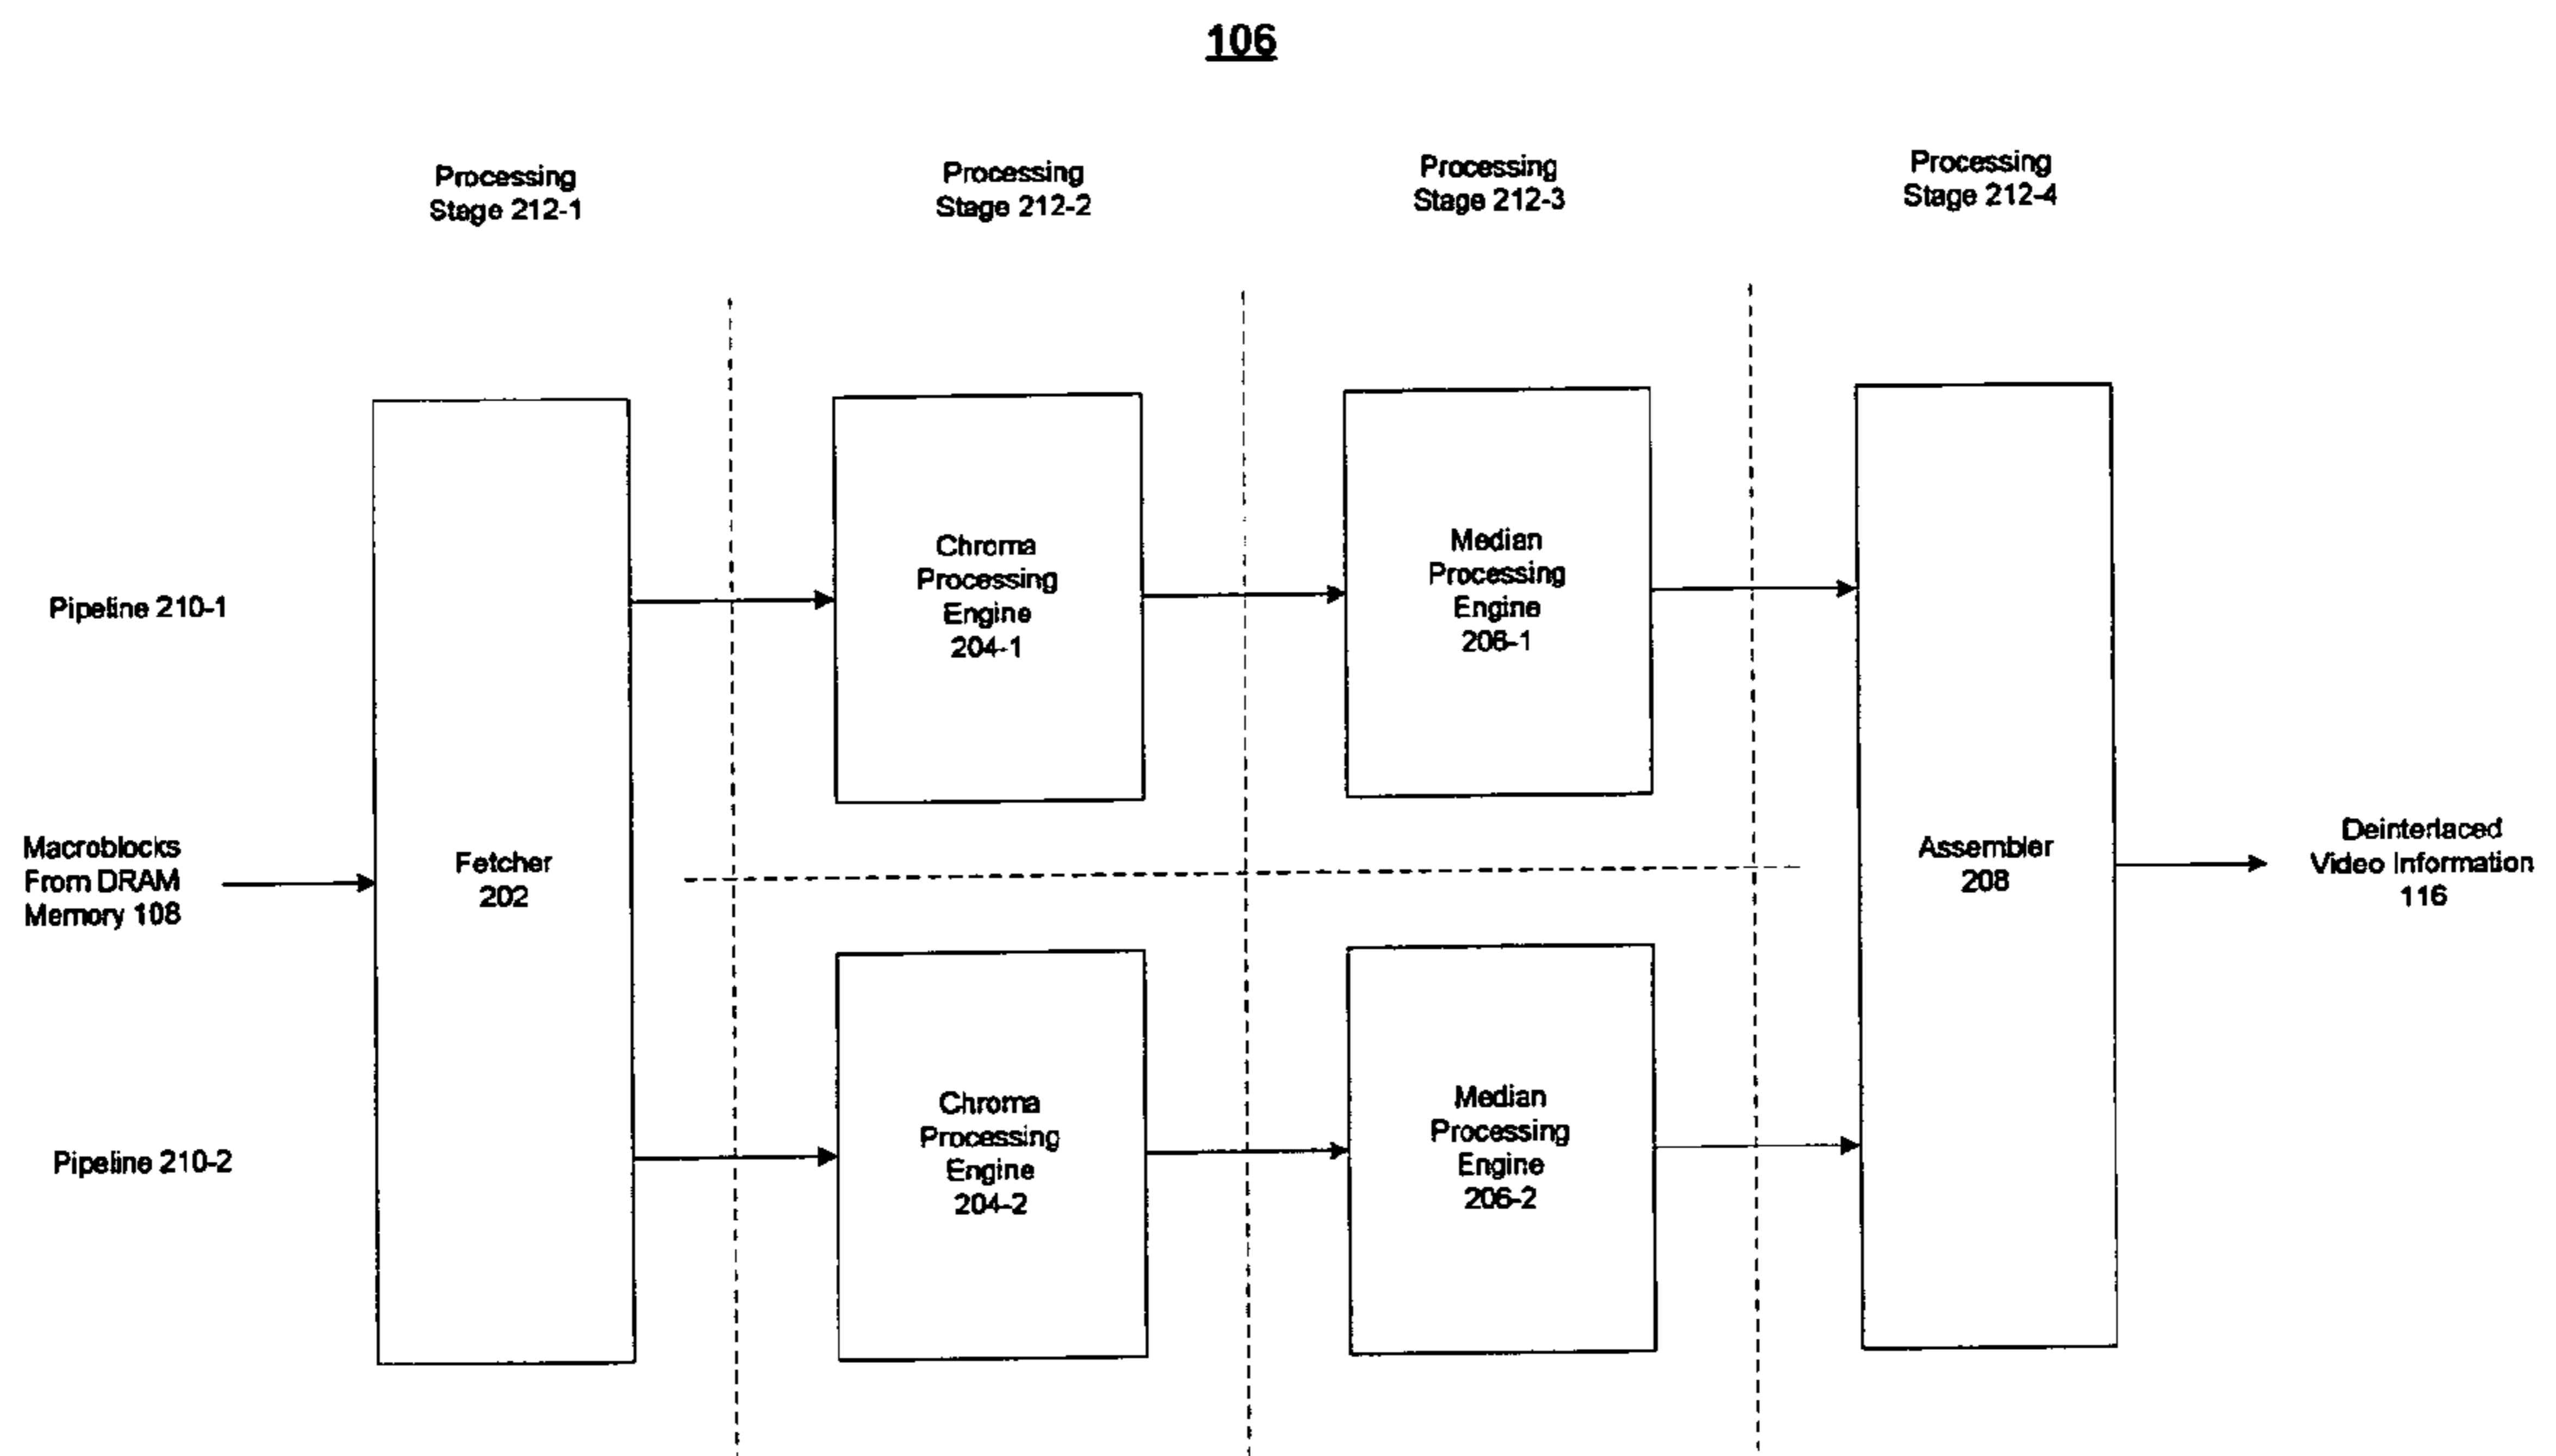 106
Processing
Stage 212-1
Processing
Stage 212-2
Processing
Stage 212-3
Processing
Stage 212-4
Pipeline 210-1
Chroma
Processing
Engine
204-1
Median
Processing
Engine
206-1
Macroblocks
From DRAM
Memory 108
Fetcher
202
Assembler
208
Deinterlaced
Video Information
116
Pipeline 210-2
Chroma
Processing
Engine
204-2
Median
Processing
Engine
206-2